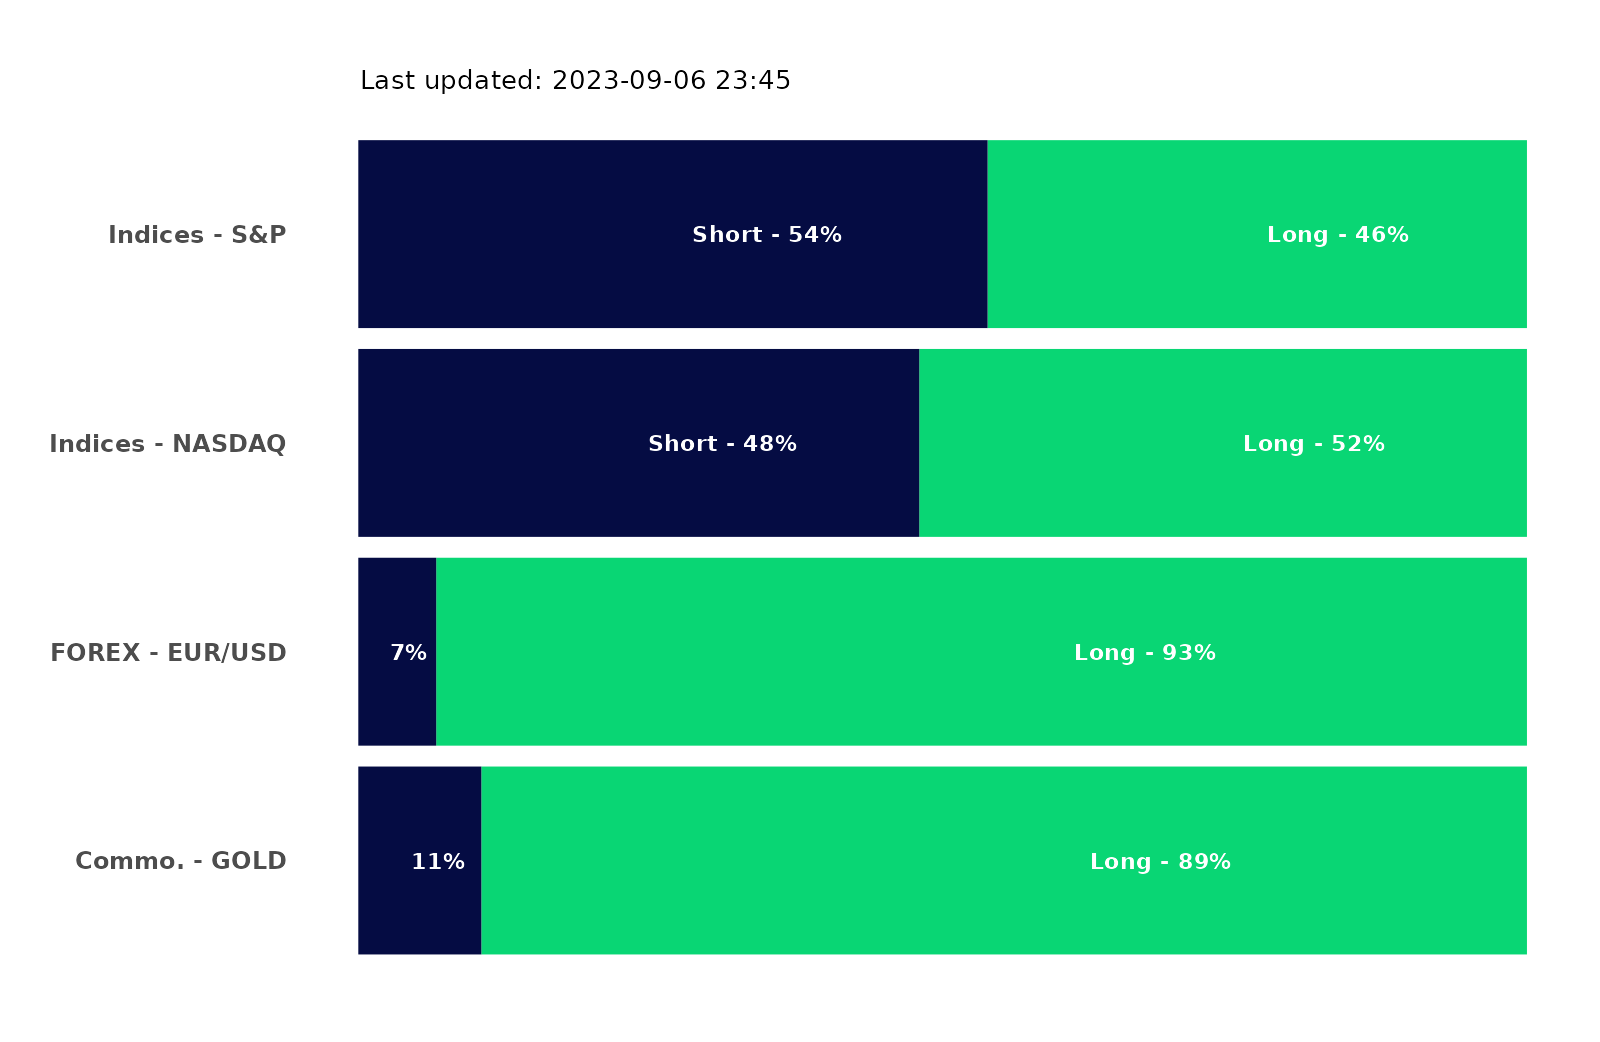 Last updated: 2023-09-06 23:45
Indices - S&P Short - 54% Long - 46%
Indices - NASDAQ Short - 48% Long - 52%
FOREX - EUR/USD 7% Long - 93%
Commo. - GOLD 11% Long - 89%